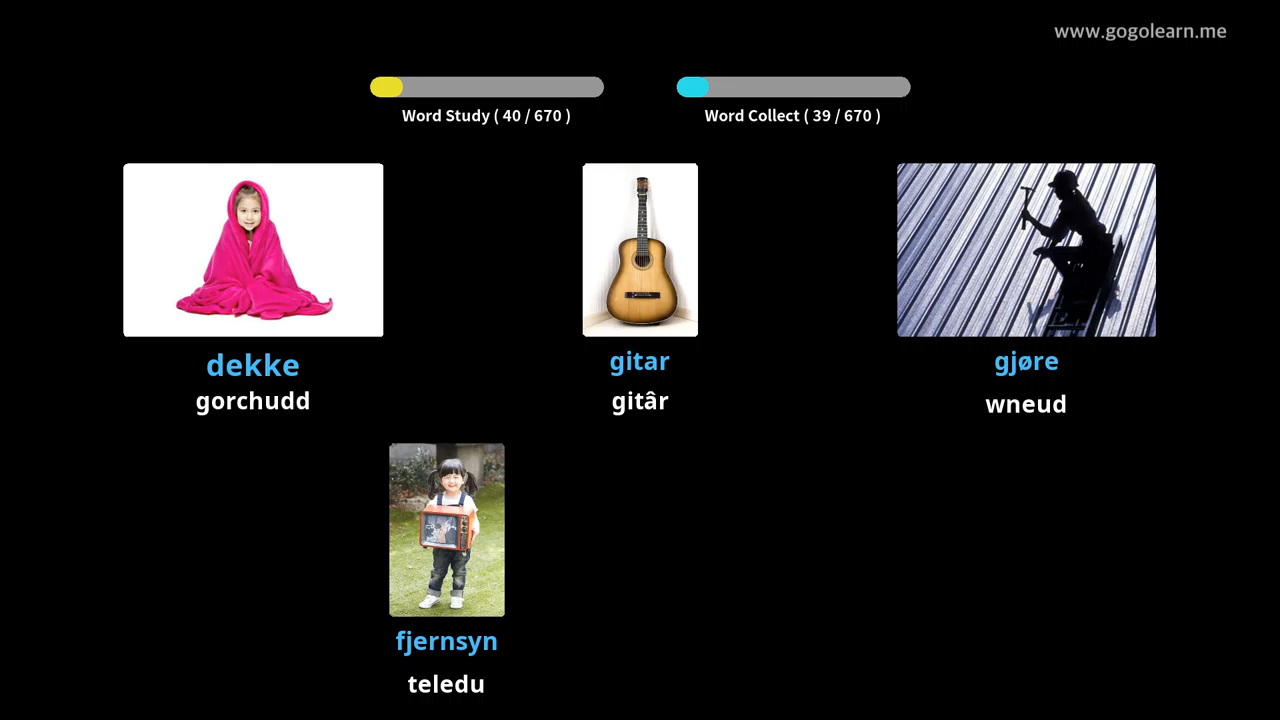 www.gogolearn.me
Word Study ( 40 / 670 )
Word Collect ( 39 / 670 )
dekke
gorchudd
gitar
gitâr
gjøre
wneud
fjernsyn
teledu